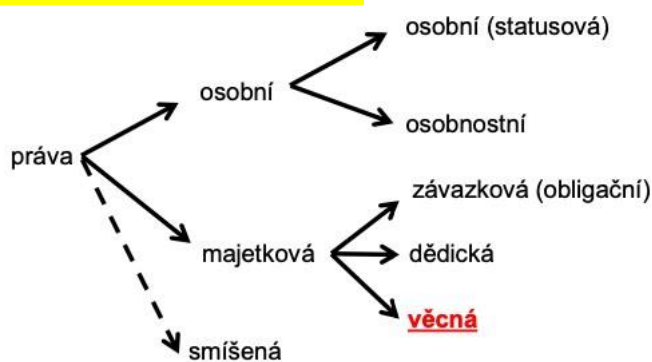 osobní (statusová)
osobní
osobnostní
práva
závazková (obligační)
majetková
dědická
věcná
smíšená